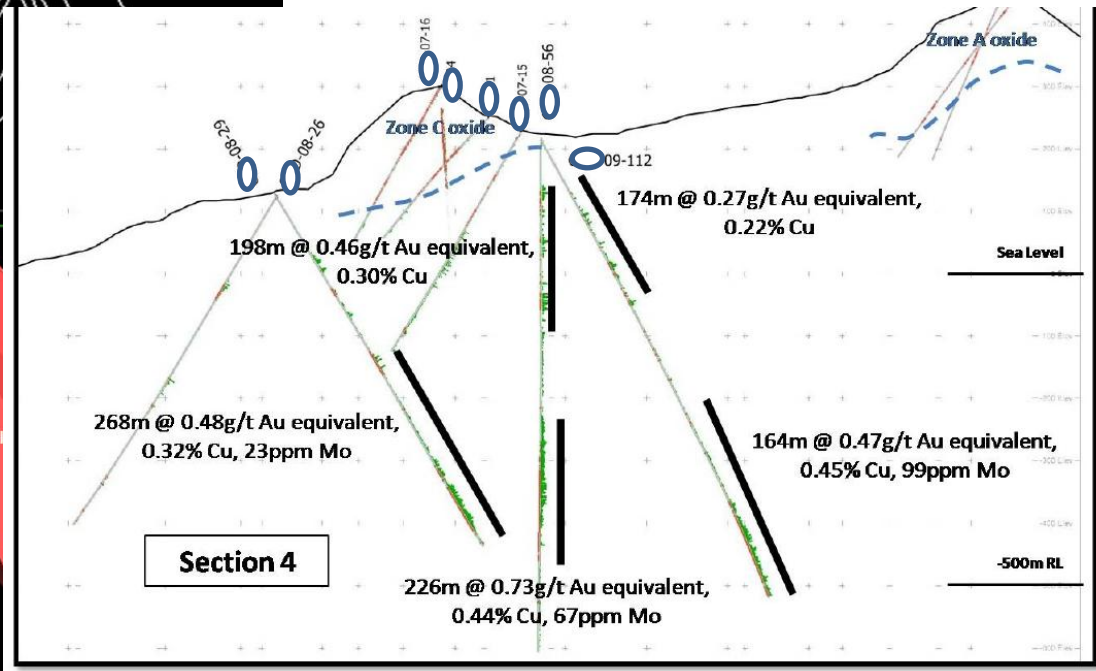 07-16
4
1
07-15
08-56
Zone A oxide
Zone C oxide
08-29
-08-26
09-112
174m @ 0.27g/t Au equivalent,
0.22% Cu
198m @ 0.46g/t Au equivalent,
0.30% Cu
Sea Level
268m @ 0.48g/t Au equivalent,
0.32% Cu, 23ppm Mo
164m @ 0.47g/t Au equivalent,
0.45% Cu, 99ppm Mo
Section 4
-500m RL
226m @ 0.73g/t Au equivalent,
0.44% Cu, 67ppm Mo